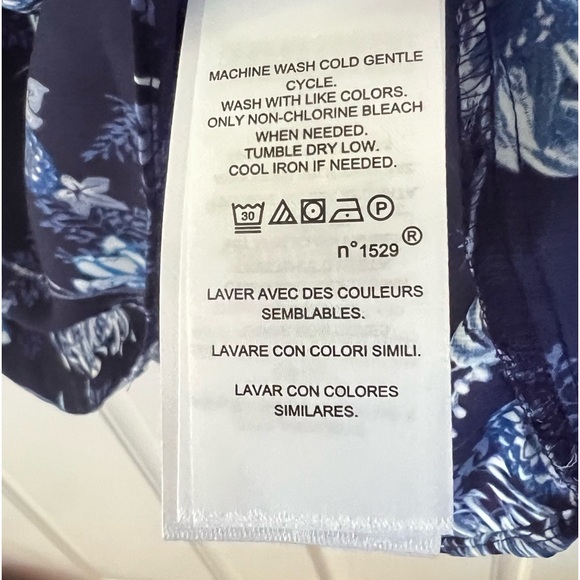 MACHINE WASH COLD GENTLE
CYCLE.
WASH WITH LIKE COLORS.
ONLY NON-CHLORINE BLEACH
WHEN NEEDED.
TUMBLE DRY LOW.
COOL IRON IF NEEDED.
30 P
n°1529®
LAVER AVEC DES COULEURS
SEMBLABLES.
LAVARE CON COLORI SIMILI.
LAVAR CON COLORES
SIMILARES.